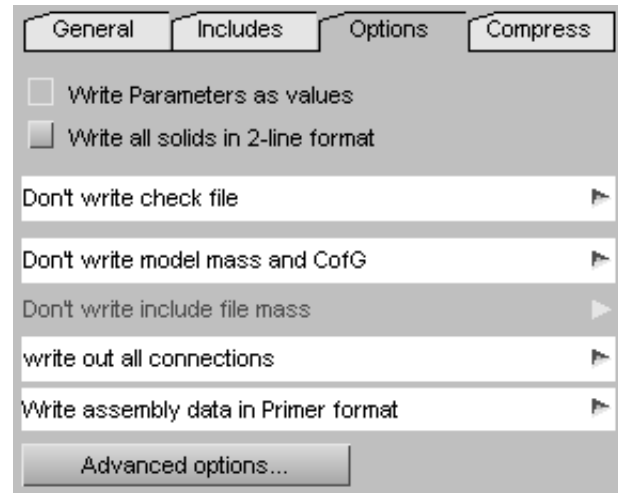 General Includes Options Compress
Write Parameters as values
Write all solids in 2-line format
Don't write check file
Don't write model mass and CofG
Don't write include file mass
write out all connections
Write assembly data in Primer format
Advanced options...